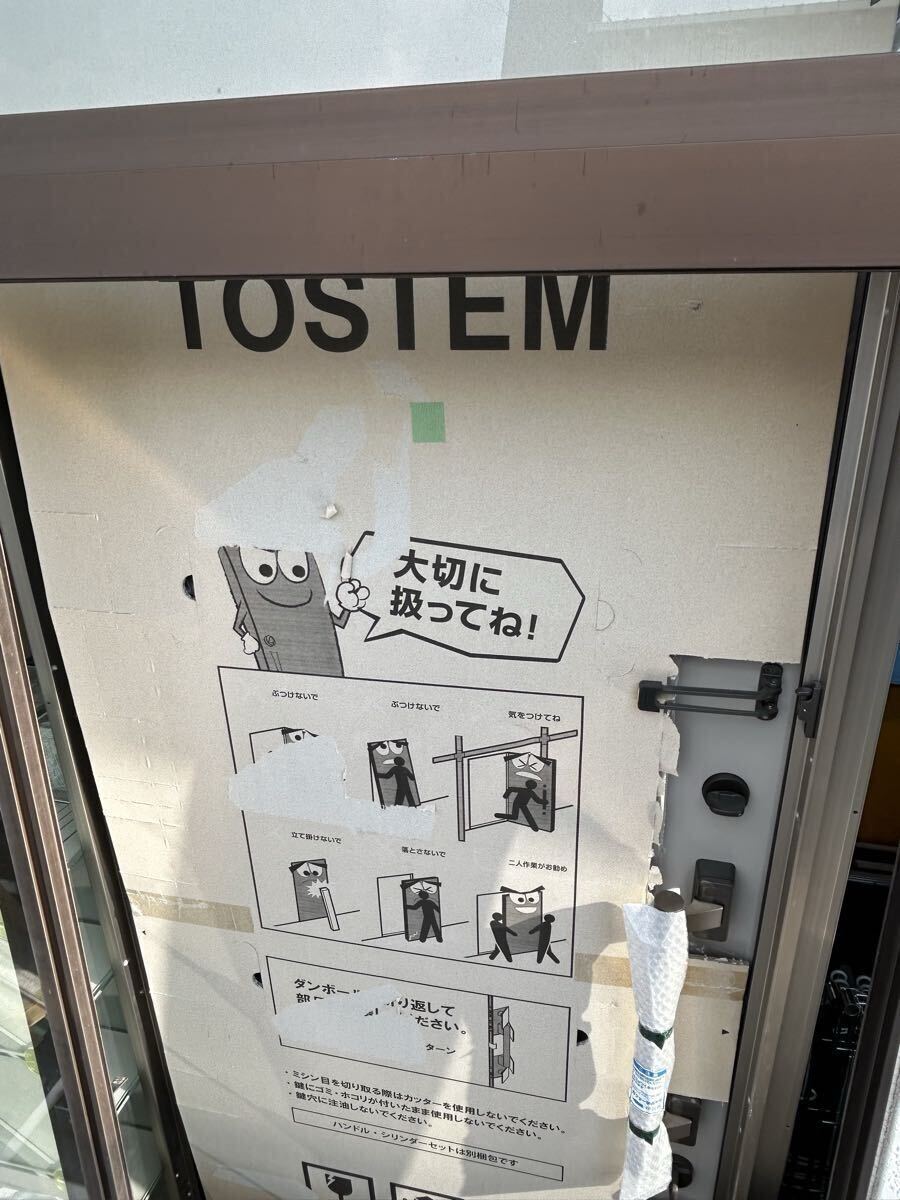 TOSTEM
大切に
扱ってね!
ぶつけないで
ぶつけないで
気をつけてね
立て掛けないで
落とさないで
二人作業がお勧め
ダンボー り返して
部 ださい。
ターン
・ミシン目を切り取る際はカッターを使用しないでください。
・鍵にゴミ・ホコリが付いたまま使用しないでください。
・鍵穴に注油しないでください。
ハンドル・シリンダーセットは別梱包です